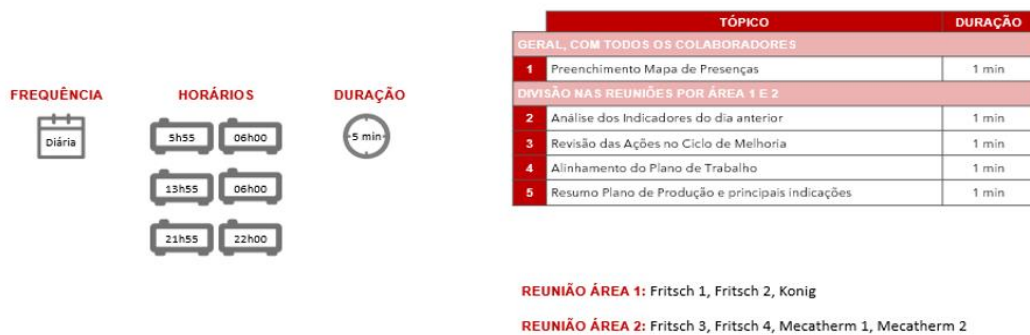 FREQUÊNCIA
Diária
HORÁRIOS
5h55 06h00
13h55 06h00
21h55 22h00
DURAÇÃO
5 min
TÓPICO DURAÇÃO
GERAL, COM TODOS OS COLABORADORES
1 Preenchimento Mapa de Presenças 1 min
DIVISÃO NAS REUNIÕES POR ÁREA 1 E 2
2 Análise dos Indicadores do dia anterior 1 min
3 Revisão das Ações no Ciclo de Melhoria 1 min
4 Alinhamento do Plano de Trabalho 1 min
5 Resumo Plano de Produção e principais indicações 1 min
REUNIÃO ÁREA 1: Fritsch 1, Fritsch 2, Konig
REUNIÃO ÁREA 2: Fritsch 3, Fritsch 4, Mecatherm 1, Mecatherm 2